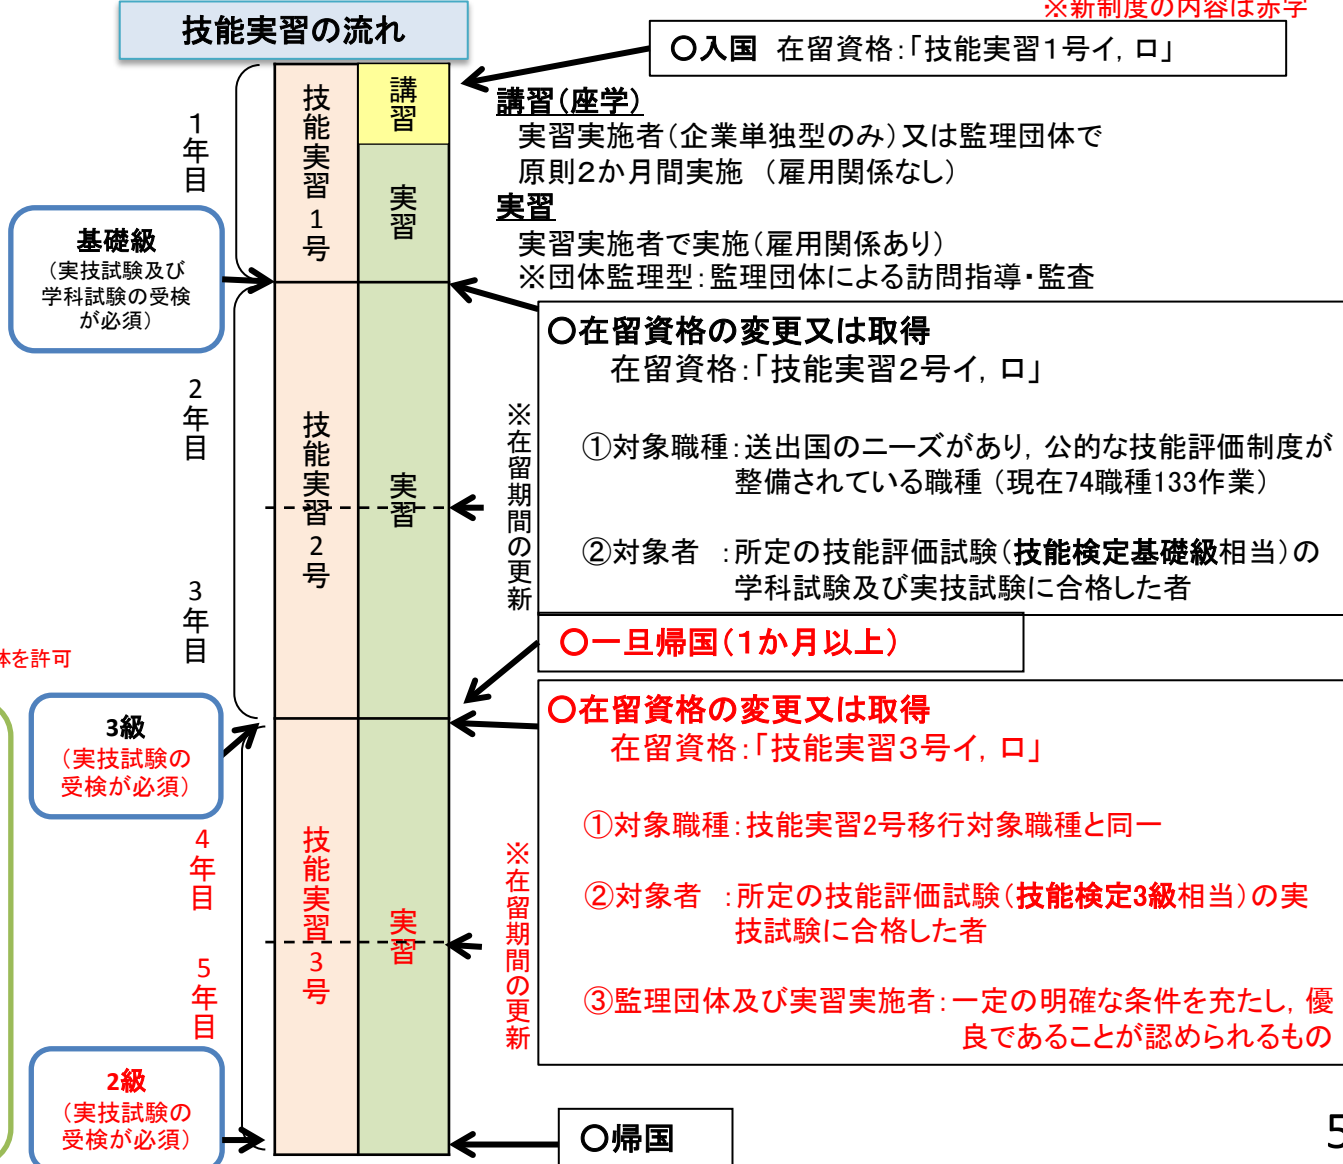 ※新制度の内容は赤字
技能実習の流れ
〇入国 在留資格：「技能実習１号イ，ロ」
1年目
技能実習1号
講習
実習
講習（座学）
実習実施者（企業単独型のみ）又は監理団体で
原則２か月間実施 （雇用関係なし）
実習
実習実施者で実施（雇用関係あり）
※団体監理型：監理団体による訪問指導・監査
基礎級
（実技試験及び
学科試験の受検
が必須）
〇在留資格の変更又は取得
在留資格：「技能実習２号イ，ロ」
①対象職種：送出国のニーズがあり，公的な技能評価制度が
整備されている職種（現在74職種133作業）
②対象者 ：所定の技能評価試験（技能検定基礎級相当）の
学科試験及び実技試験に合格した者
2年目
3年目
技能実習2号
実習
※在留期間の更新
〇一旦帰国（１か月以上）
体を許可
3級
（実技試験の
受検が必須）
〇在留資格の変更又は取得
在留資格：「技能実習３号イ，ロ」
①対象職種：技能実習2号移行対象職種と同一
②対象者 ：所定の技能評価試験（技能検定3級相当）の実
技試験に合格した者
③監理団体及び実習実施者：一定の明確な条件を充たし，優
良であることが認められるもの
4年目
5年目
技能実習3号
実習
※在留期間の更新
2級
（実技試験の
受検が必須）
〇帰国
5